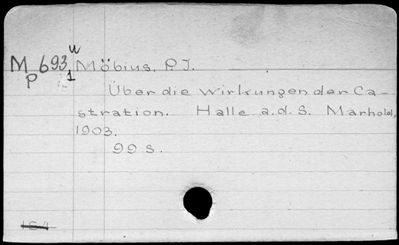 u
M 693 Möbius, P.J.
P 1
Über die Wirkungen der Ca-
stration. Halle a.d.S. Marhold,
1903.
99 S.